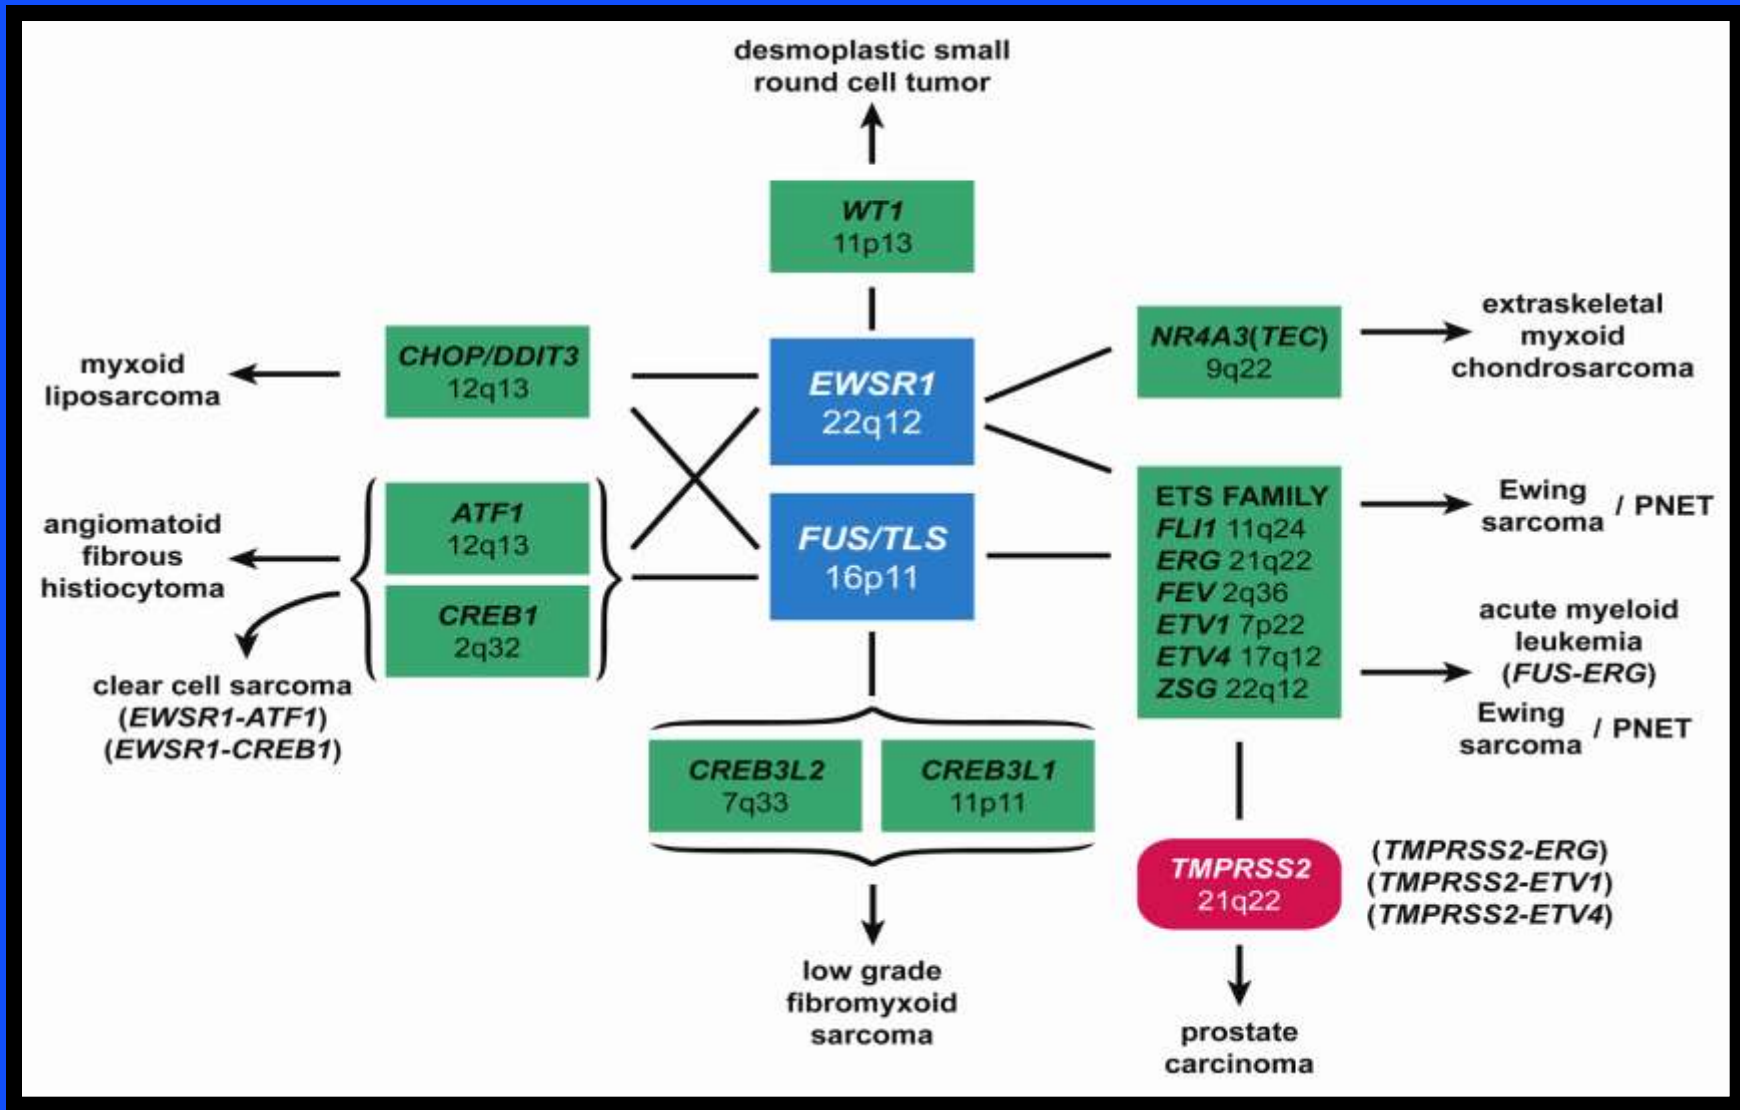 desmoplastic small
round cell tumor
WT1
11p13
CHOP/DDIT3
12q13
myxoid
liposarcoma
EWSR1
22q12
NR4A3(TEC)
9q22
extraskeletal
myxoid
chondrosarcoma
ATF1
12q13
CREB1
2q32
angiomatoid
fibrous
histiocytoma
clear cell sarcoma
(EWSR1-ATF1)
(EWSR1-CREB1)
FUS/TLS
16p11
ETS FAMILY
FLI1 11q24
ERG 21q22
FEV 2q36
ETV1 7p22
ETV4 17q12
ZSG 22q12
Ewing
sarcoma / PNET
acute myeloid
leukemia
(FUS-ERG)
Ewing
sarcoma / PNET
CREB3L2
7q33
CREB3L1
11p11
low grade
fibromyxoid
sarcoma
TMPRSS2
21q22
(TMPRSS2-ERG)
(TMPRSS2-ETV1)
(TMPRSS2-ETV4)
prostate
carcinoma